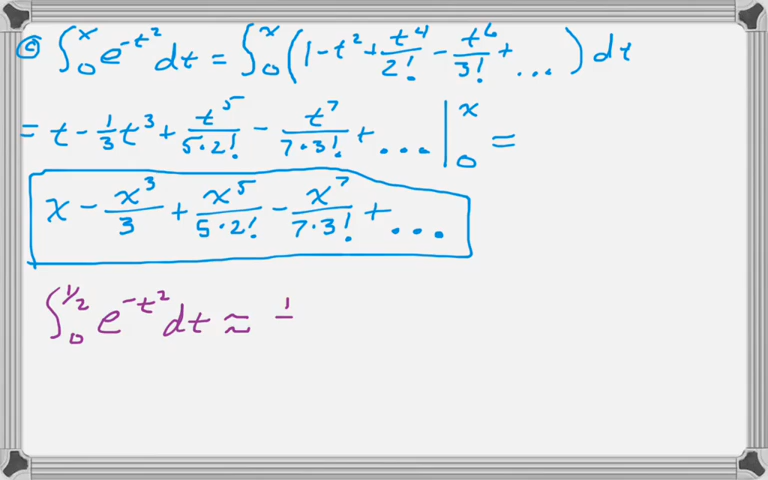 ⓒ ∫₀ˣ e^(-t²) dt = ∫₀ˣ (1 - t² + t⁴/2! - t⁶/3! + ...) dt
= t - 1/3 t³ + t⁵/(5·2!) - t⁷/(7·3!) + ... |₀ˣ =
x - x³/3 + x⁵/(5·2!) - x⁷/(7·3!) + ...
∫₀^(1/2) e^(-t²) dt ≈ 1/